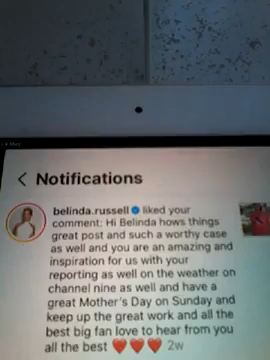 Notifications
belinda.russell liked your
comment: Hi Belinda hows things
great post and such a worthy case
as well and you are an amazing and
inspiration for us with your
reporting as well on the weather on
channel nine as well and have a
great Mother's Day on Sunday and
keep up the great work and all the
best big fan love to hear from you
all the best ❤️❤️❤️ 2w